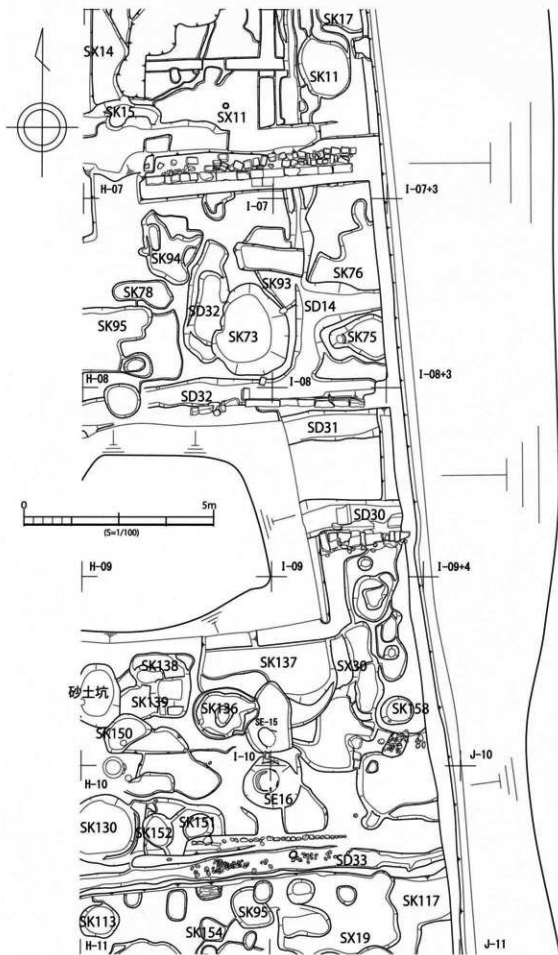 SK17
SX14
SK11
SK15
SX11
H-07
I-07
I-07+3
SK94
SK93
SK76
SK78
SD32
SD14
SK95
SK73
SK75
H-08
I-08
I-08+3
SD32
SD31
0
5m
(S=1/100)
SD30
H-09
I-09
I-09+4
SK138
SK137
SX30
砂土坑
SK139
SK136
SK158
SE-15
SK150
I-10
J-10
H-10
SE16
SK130
SK152
SK151
SD33
SK113
SK95
SK117
SK154
SX19
H-11
J-11